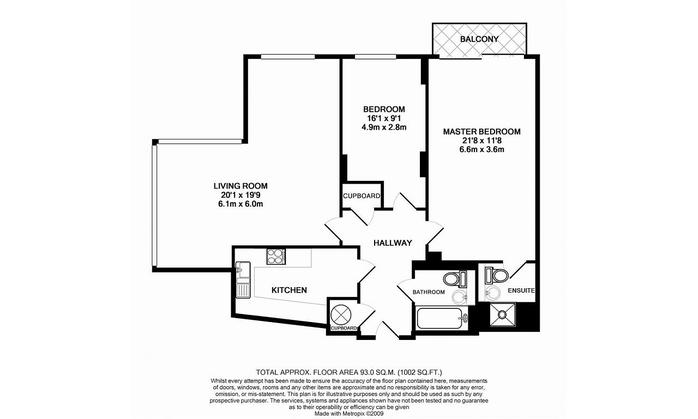 BALCONY
BEDROOM
16'1 x 9'1
4.9m x 2.8m
MASTER BEDROOM
21'8 x 11'8
6.6m x 3.6m
LIVING ROOM
20'1 x 19'9
6.1m x 6.0m
CUPBOARD
HALLWAY
KITCHEN
BATHROOM
ENSUITE
CUPBOARD
TOTAL APPROX. FLOOR AREA 93.0 SQ.M. (1002 SQ.FT.)
Whilst every attempt has been made to ensure the accuracy of the floor plan contained here, measurements
of doors, windows, rooms and any other items are approximate and no responsibility is taken for any error,
omission, or mis-statement. This plan is for illustrative purposes only and should be used as such by any
prospective purchaser. The services, systems and appliances shown have not been tested and no guarantee
as to their operability or efficiency can be given
Made with Metropix ©2009